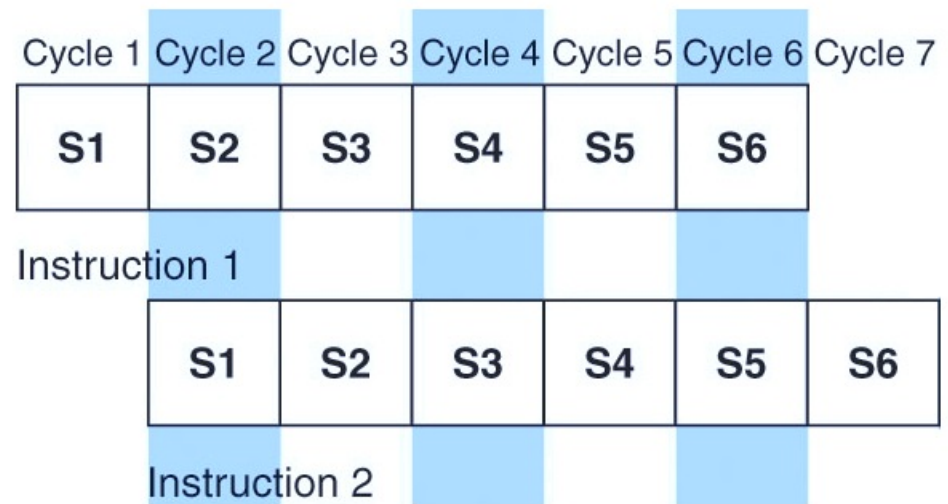 Cycle 1 Cycle 2 Cycle 3 Cycle 4 Cycle 5 Cycle 6 Cycle 7
S1 S2 S3 S4 S5 S6
Instruction 1
S1 S2 S3 S4 S5 S6
Instruction 2